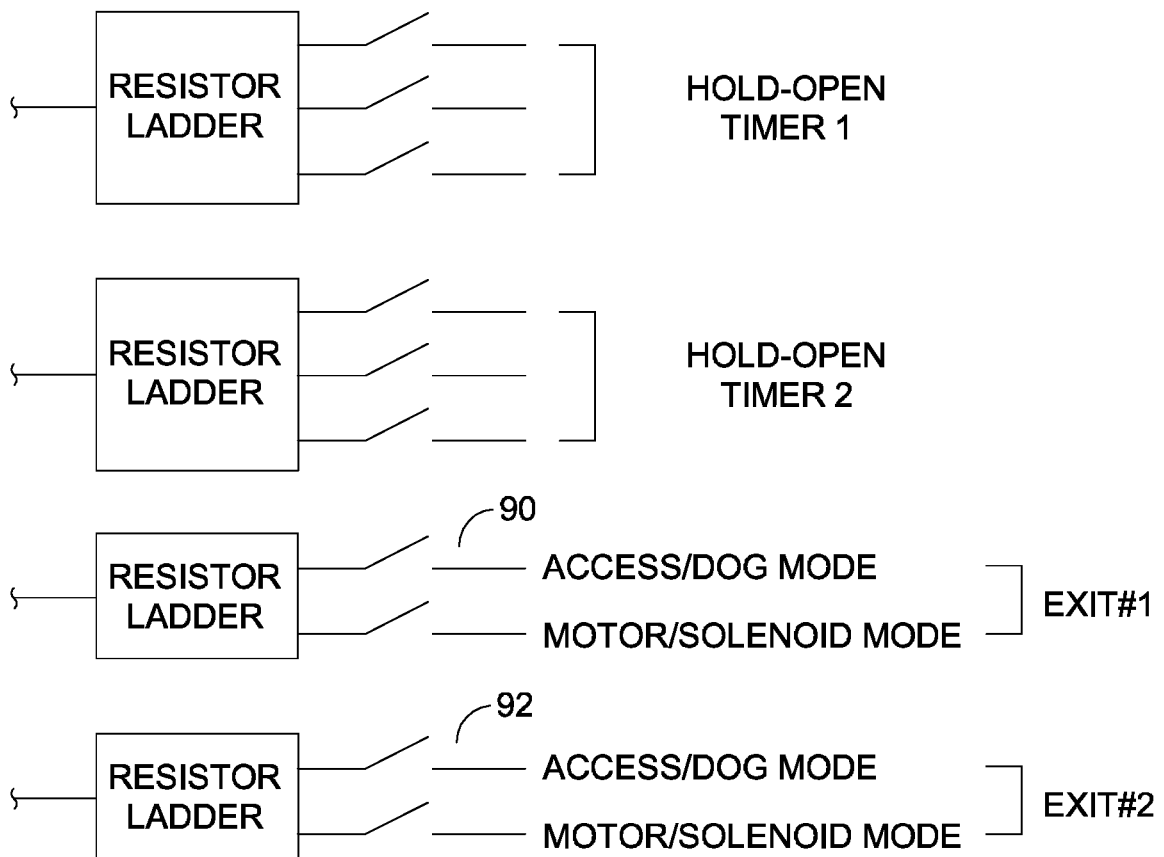 RESISTOR
LADDER
HOLD-OPEN
TIMER 1
RESISTOR
LADDER
HOLD-OPEN
TIMER 2
90
RESISTOR
LADDER
ACCESS/DOG MODE
MOTOR/SOLENOID MODE
EXIT#1
92
RESISTOR
LADDER
ACCESS/DOG MODE
MOTOR/SOLENOID MODE
EXIT#2